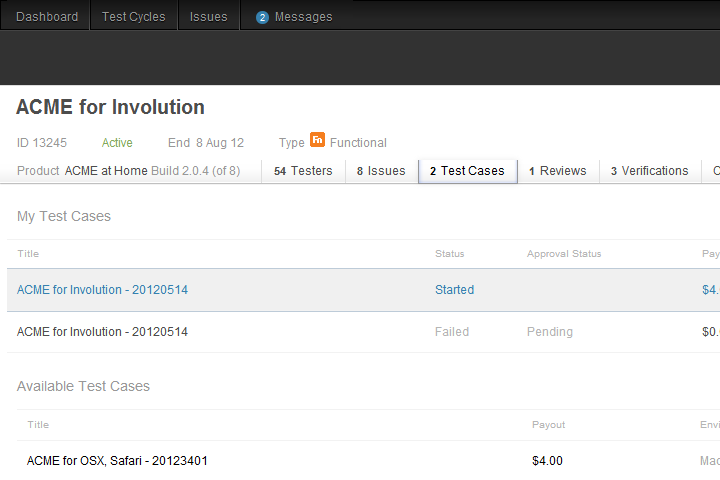 Dashboard Test Cycles Issues 2 Messages
ACME for Involution
ID 13245 Active End 8 Aug 12 Type Fn Functional
Product ACME at Home Build 2.0.4 (of 8) 54 Testers 8 Issues 2 Test Cases 1 Reviews 3 Verifications
My Test Cases
Title Status Approval Status Pay
ACME for Involution - 20120514 Started $4.
ACME for Involution - 20120514 Failed Pending $0.
Available Test Cases
Title Payout Envi
ACME for OSX, Safari - 20123401 $4.00 Mac